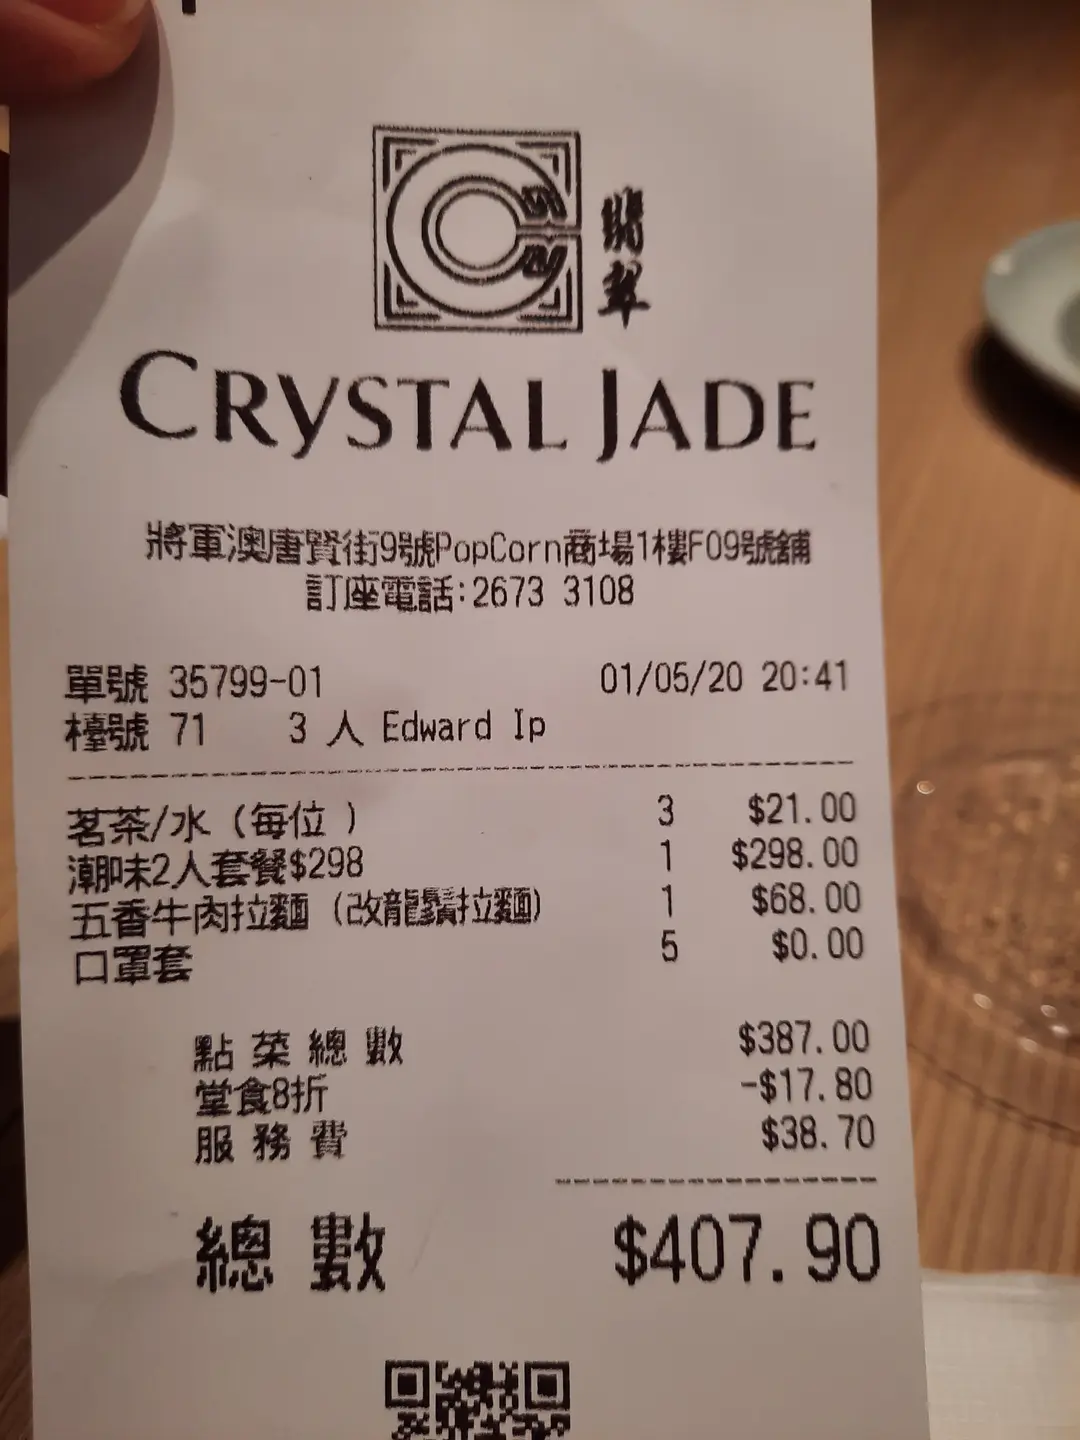 翡
翠
CRYSTAL JADE
將軍澳唐賢街9號PopCorn商場1樓F09號舖
訂座電話:2673 3108
單號 35799-01 01/05/20 20:41
檯號 71 3 人 Edward Ip
茗茶/水 (每位 ) 3 $21.00
潮味2人套餐$298 1 $298.00
五香牛肉拉麵 (改龍鬚拉麵) 1 $68.00
口罩套 5 $0.00
點菜總數 $387.00
堂食8折 -$17.80
服務費 $38.70
總數 $407.90